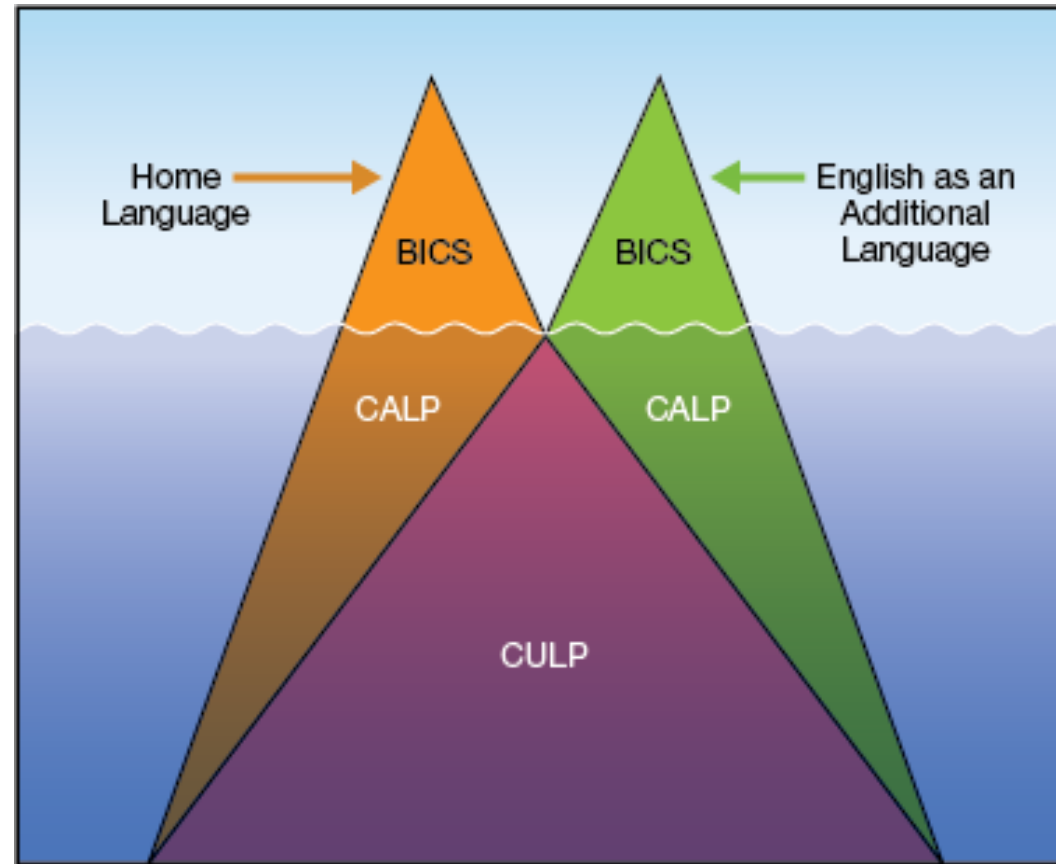 Home
Language
BICS
BICS
English as an
Additional
Language
CALP
CALP
CULP